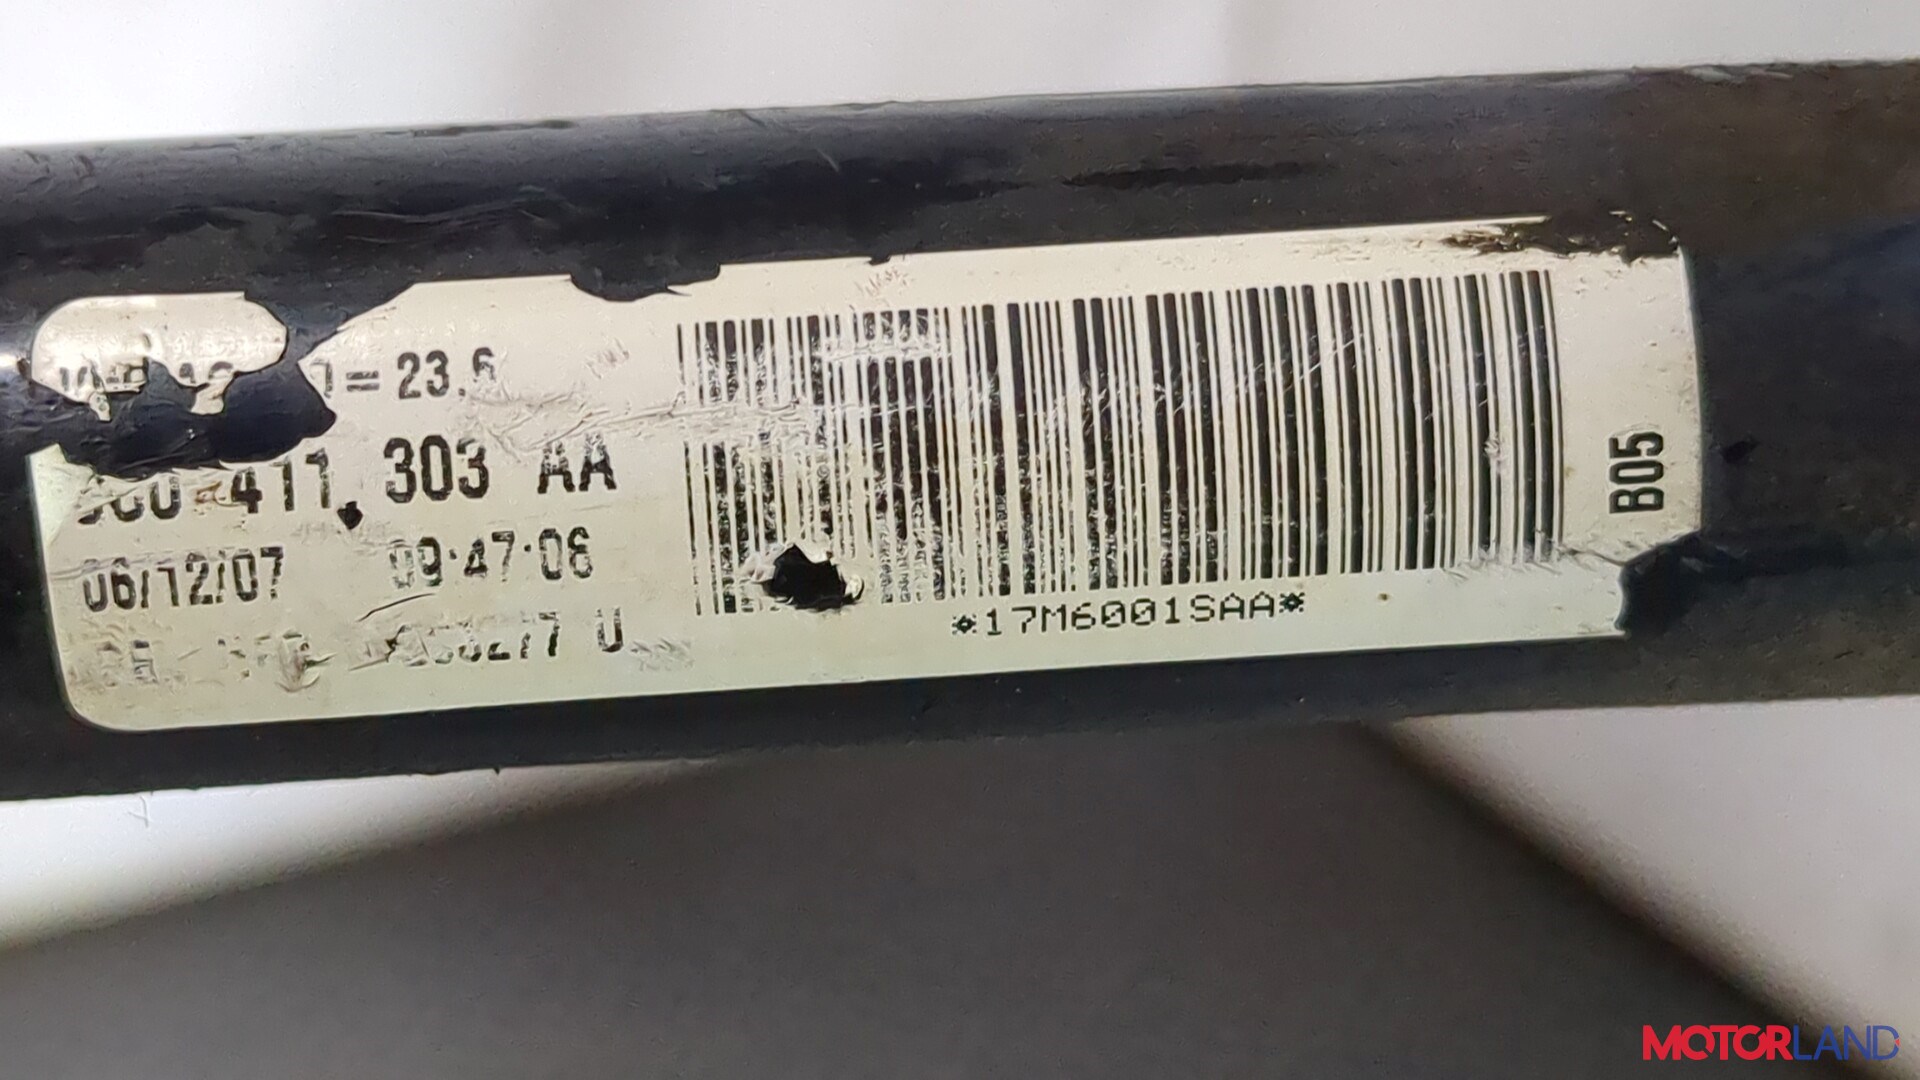 = 23.6
411 303 AA
06/12/07 09:47:06
*17M6001SAA*
B05
MOTORLAND